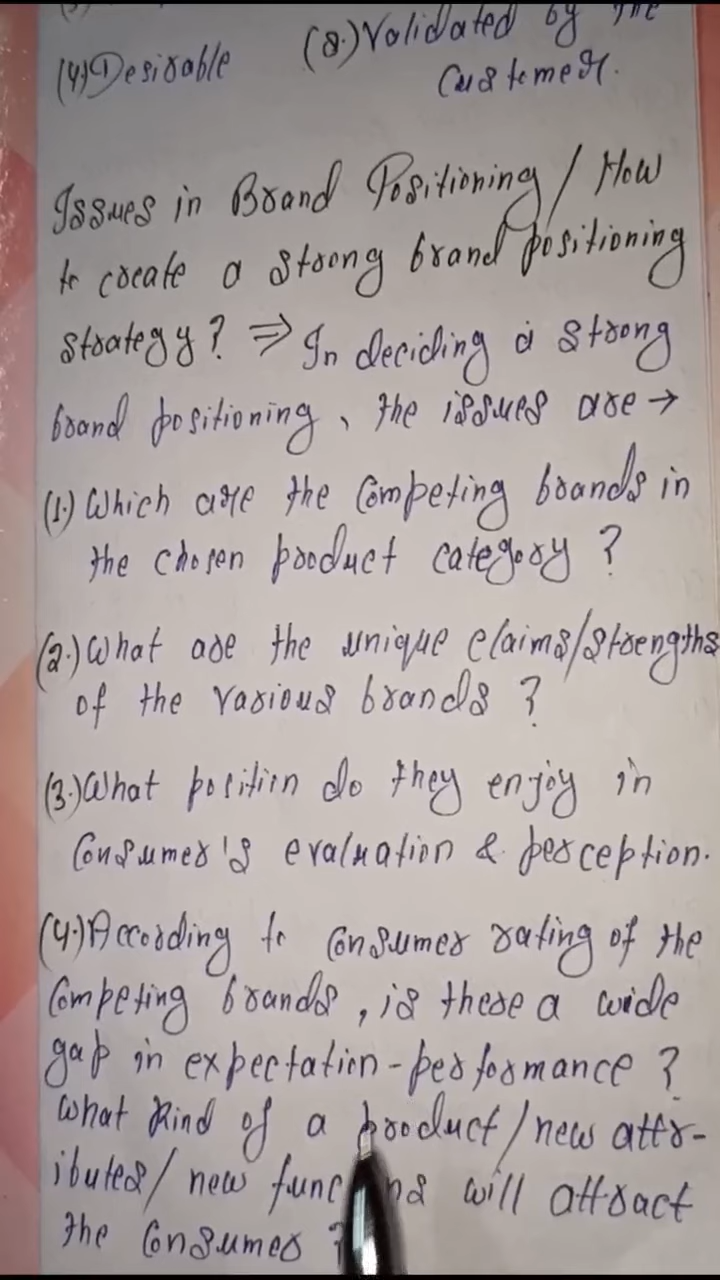 (4) Desirable (8.) Validated by the
Customer.
Issues in Brand Positioning / How
to create a strong brand positioning
strategy? ⇒ In deciding a strong
brand positioning, the issues are →
(1.) Which are the Competing brands in
the chosen product category ?
(2.) What are the unique claims/strengths
of the various brands ?
(3.) What position do they enjoy in
Consumer's evaluation & perception.
(4.) According to Consumer rating of the
Competing brands, is there a wide
gap in expectation-performance ?
What kind of a product/new attr-
ibutes/ new will attract
the Consumer ?